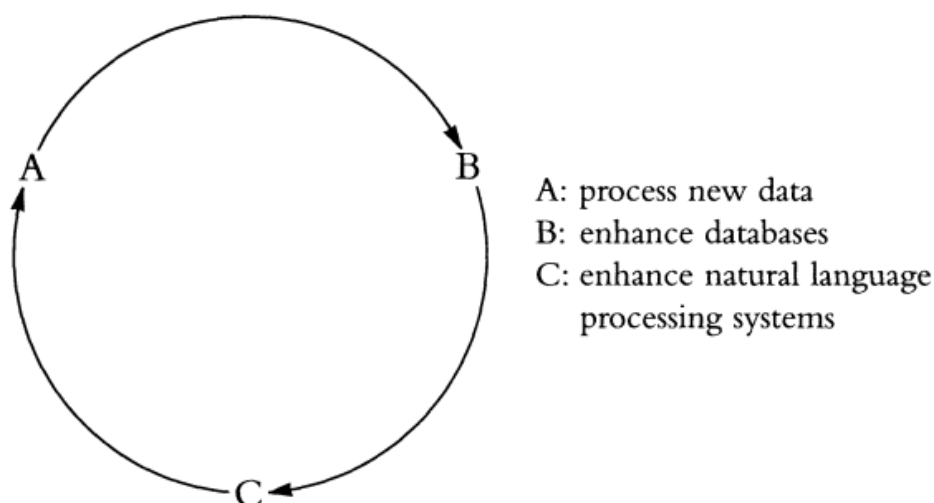 A
B
A: process new data
B: enhance databases
C: enhance natural language
processing systems
C